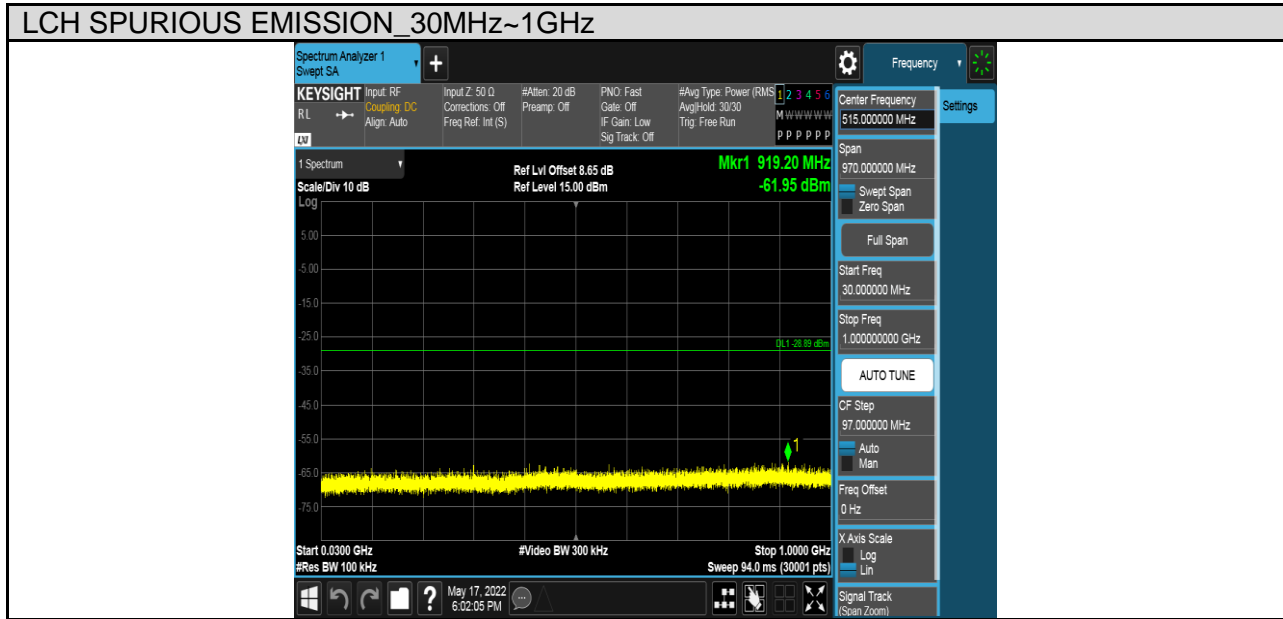 LCH SPURIOUS EMISSION_30MHz~1GHz
Spectrum Analyzer 1
Swept SA
Frequency
KEYSIGHT
RL
LXI
Input: RF
Coupling: DC
Align: Auto
Input Z: 50 Ω
Corrections: Off
Freq Ref: Int (S)
#Atten: 20 dB
Preamp: Off
PNO: Fast
Gate: Off
IF Gain: Low
Sig Track: Off
#Avg Type: Power (RMS
Avg|Hold: 30/30
Trig: Free Run
1 2 3 4 5 6
M W W W W W
P P P P P P
Center Frequency
515.000000 MHz
Settings
1 Spectrum
Scale/Div 10 dB
Ref Lvl Offset 8.65 dB
Ref Level 15.00 dBm
Mkr1 919.20 MHz
-61.95 dBm
Span
970.000000 MHz
Swept Span
Zero Span
Full Span
Start Freq
30.000000 MHz
Stop Freq
1.000000000 GHz
AUTO TUNE
CF Step
97.000000 MHz
Auto
Man
Freq Offset
0 Hz
X Axis Scale
Log
Lin
Signal Track
(Span Zoom)
Log
5.00
-5.00
-15.0
-25.0
DL1 -28.89 dBm
-35.0
-45.0
-55.0
1
-65.0
-75.0
Start 0.0300 GHz
#Video BW 300 kHz
Stop 1.0000 GHz
#Res BW 100 kHz
Sweep 94.0 ms (30001 pts)
?
May 17, 2022
6:02:05 PM